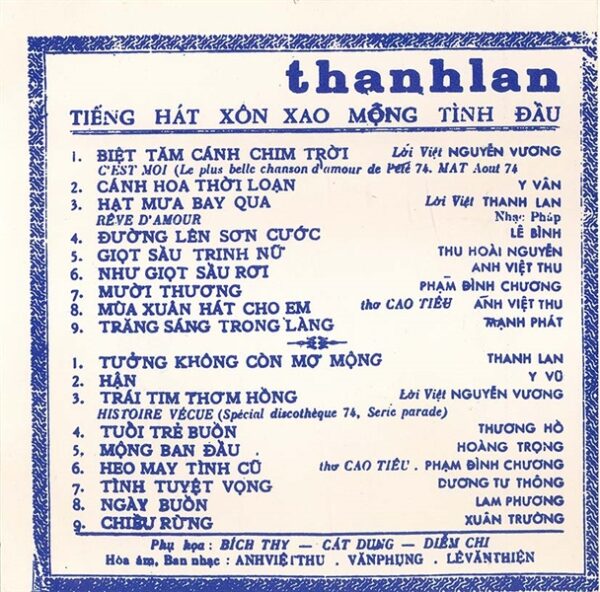 thanhlan
TIẾNG HÁT XÔN XAO MỘNG TÌNH ĐẦU
1. BIỆT TĂM CÁNH CHIM TRỜI Lời Việt NGUYỄN VƯƠNG
C'EST MOI (Le plus belle chanson d'amour de l'été 74. MAT Aout 74
2. CÁNH HOA THỜI LOẠN Y VÂN
3. HẠT MƯA BAY QUA Lời Việt THANH LAN
RÊVE D'AMOUR Nhạc Pháp
4. ĐƯỜNG LÊN SƠN CƯỚC LÊ BÌNH
5. GIỌT SẦU TRINH NỮ THU HOÀI NGUYÊN
6. NHƯ GIỌT SẦU RƠI ANH VIỆT THU
7. MƯỜI THƯƠNG PHẠM ĐÌNH CHƯƠNG
8. MÙA XUÂN HÁT CHO EM thơ CAO TIÊU ANH VIỆT THU
9. TRĂNG SÁNG TRONG LÀNG MẠNH PHÁT
1. TƯỞNG KHÔNG CÒN MƠ MỘNG THANH LAN
2. HẬN Y VŨ
3. TRÁI TIM THƠM HỒNG Lời Việt NGUYỄN VƯƠNG
HISTOIRE VÉCUE (Spécial discothèque 74, Serie parade)
4. TUỔI TRẺ BUỒN THƯƠNG HỒ
5. MỘNG BAN ĐẦU . HOÀNG TRỌNG
6. HEO MAY TÌNH CŨ thơ CAO TIÊU . PHẠM ĐÌNH CHƯƠNG
7. TÌNH TUYỆT VỌNG DƯƠNG TƯ THÔNG
8. NGÀY BUỒN LAM PHƯƠNG
9. CHIỀU RỪNG XUÂN TRƯỜNG
Phụ họa : BÍCH THY — CÁT DUNG — DIỄM CHI
Hòa âm, Ban nhạc : ANHVIỆTTHU . VĂNPHỤNG . LÊVĂNTHIỆN